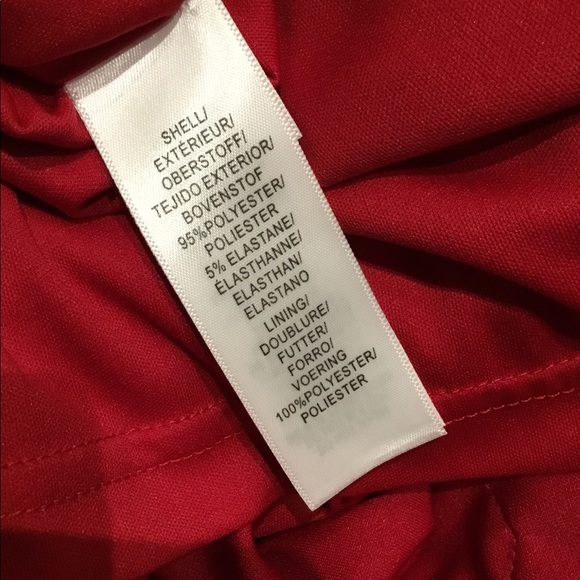 SHELL/
EXTÉRIEUR/
OBERSTOFF/
TEJIDO EXTERIOR/
BOVENSTOF
95%POLYESTER/
POLIESTER
5% ELASTANE/
ÉLASTHANNE/
ELASTHAN/
ELASTANO
LINING/
DOUBLURE/
FUTTER/
FORRO/
VOERING
100%POLYESTER/
POLIESTER